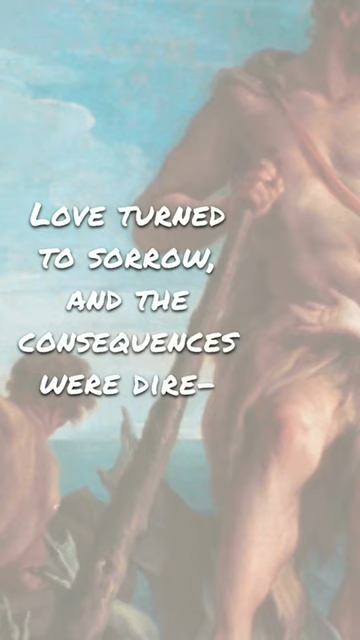 Love turned
to sorrow,
and the
consequences
were dire-